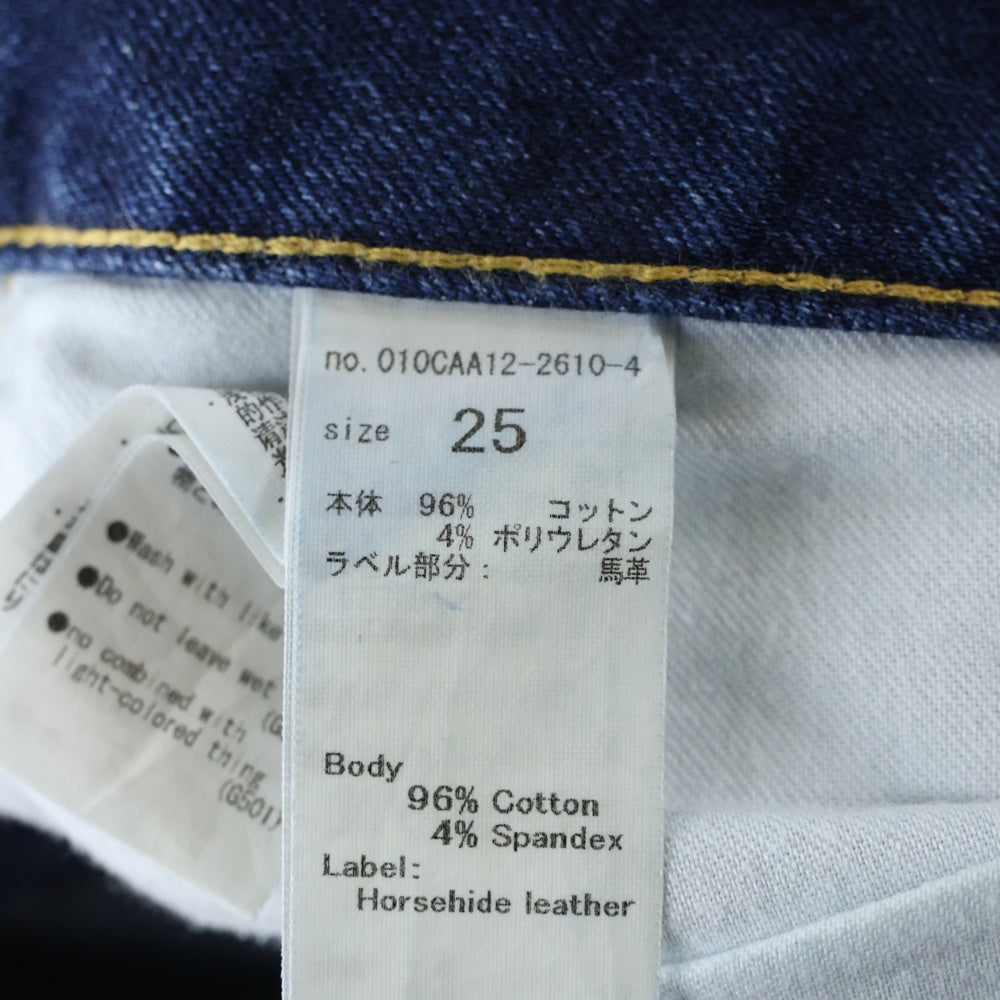 no. 010CAA12-2610-4
size 25
本体 96% コットン
4% ポリウレタン
ラベル部分: 馬革
Body
96% Cotton
4% Spandex
Label:
Horsehide leather
●Wash with like
●Do not leave wet
●no combined with
light-colored thing
(G501)